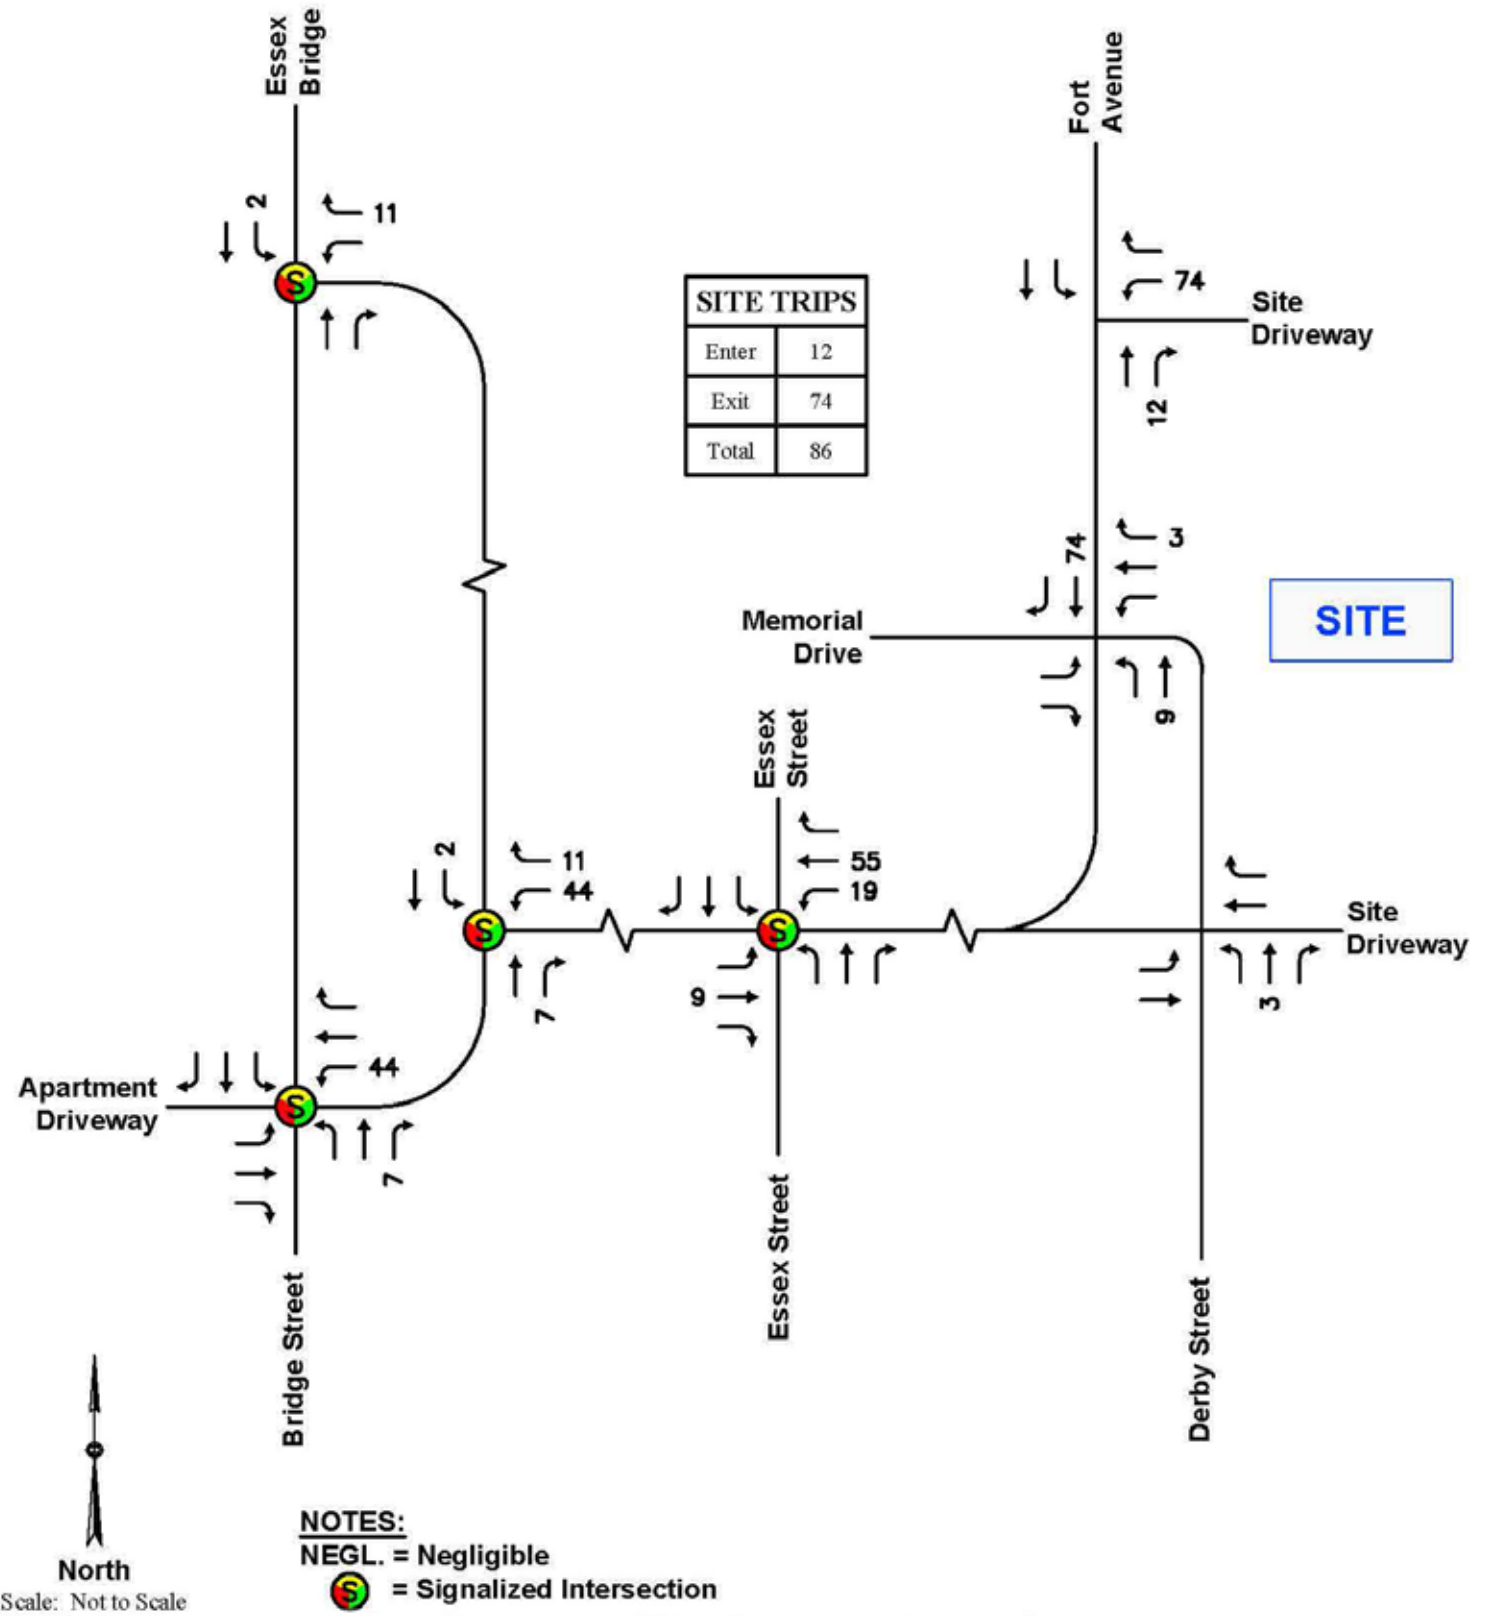 Essex
Bridge
Fort
Avenue
2
11
74
Site
Driveway
12
SITE TRIPS
Enter 12
Exit 74
Total 86
74
3
Memorial
Drive
9
SITE
Essex
Street
2
11
44
55
19
S
S
S
S
9
7
Site
Driveway
3
44
Apartment
Driveway
7
Essex Street
Bridge Street
Derby Street
North
Scale: Not to Scale
NOTES:
NEGL. = Negligible
S = Signalized Intersection